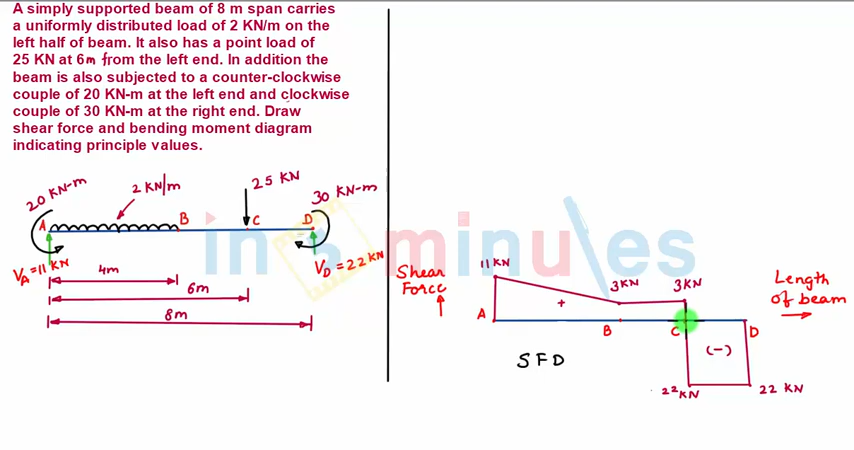 A simply supported beam of 8 m span carries
a uniformly distributed load of 2 KN/m on the
left half of beam. It also has a point load of
25 KN at 6m from the left end. In addition the
beam is also subjected to a counter-clockwise
couple of 20 KN-m at the left end and clockwise
couple of 30 KN-m at the right end. Draw
shear force and bending moment diagram
indicating principle values.
20 KN-m
2 KN/m
25 KN
30 KN-m
A
B
C
D
VA=11 KN
VD=22 KN
4m
6m
8m
in 5 minutes
Shear
Force
11 KN
3KN
3KN
Length
of beam
A
+
B
C
D
(-)
SFD
22 KN
22 KN